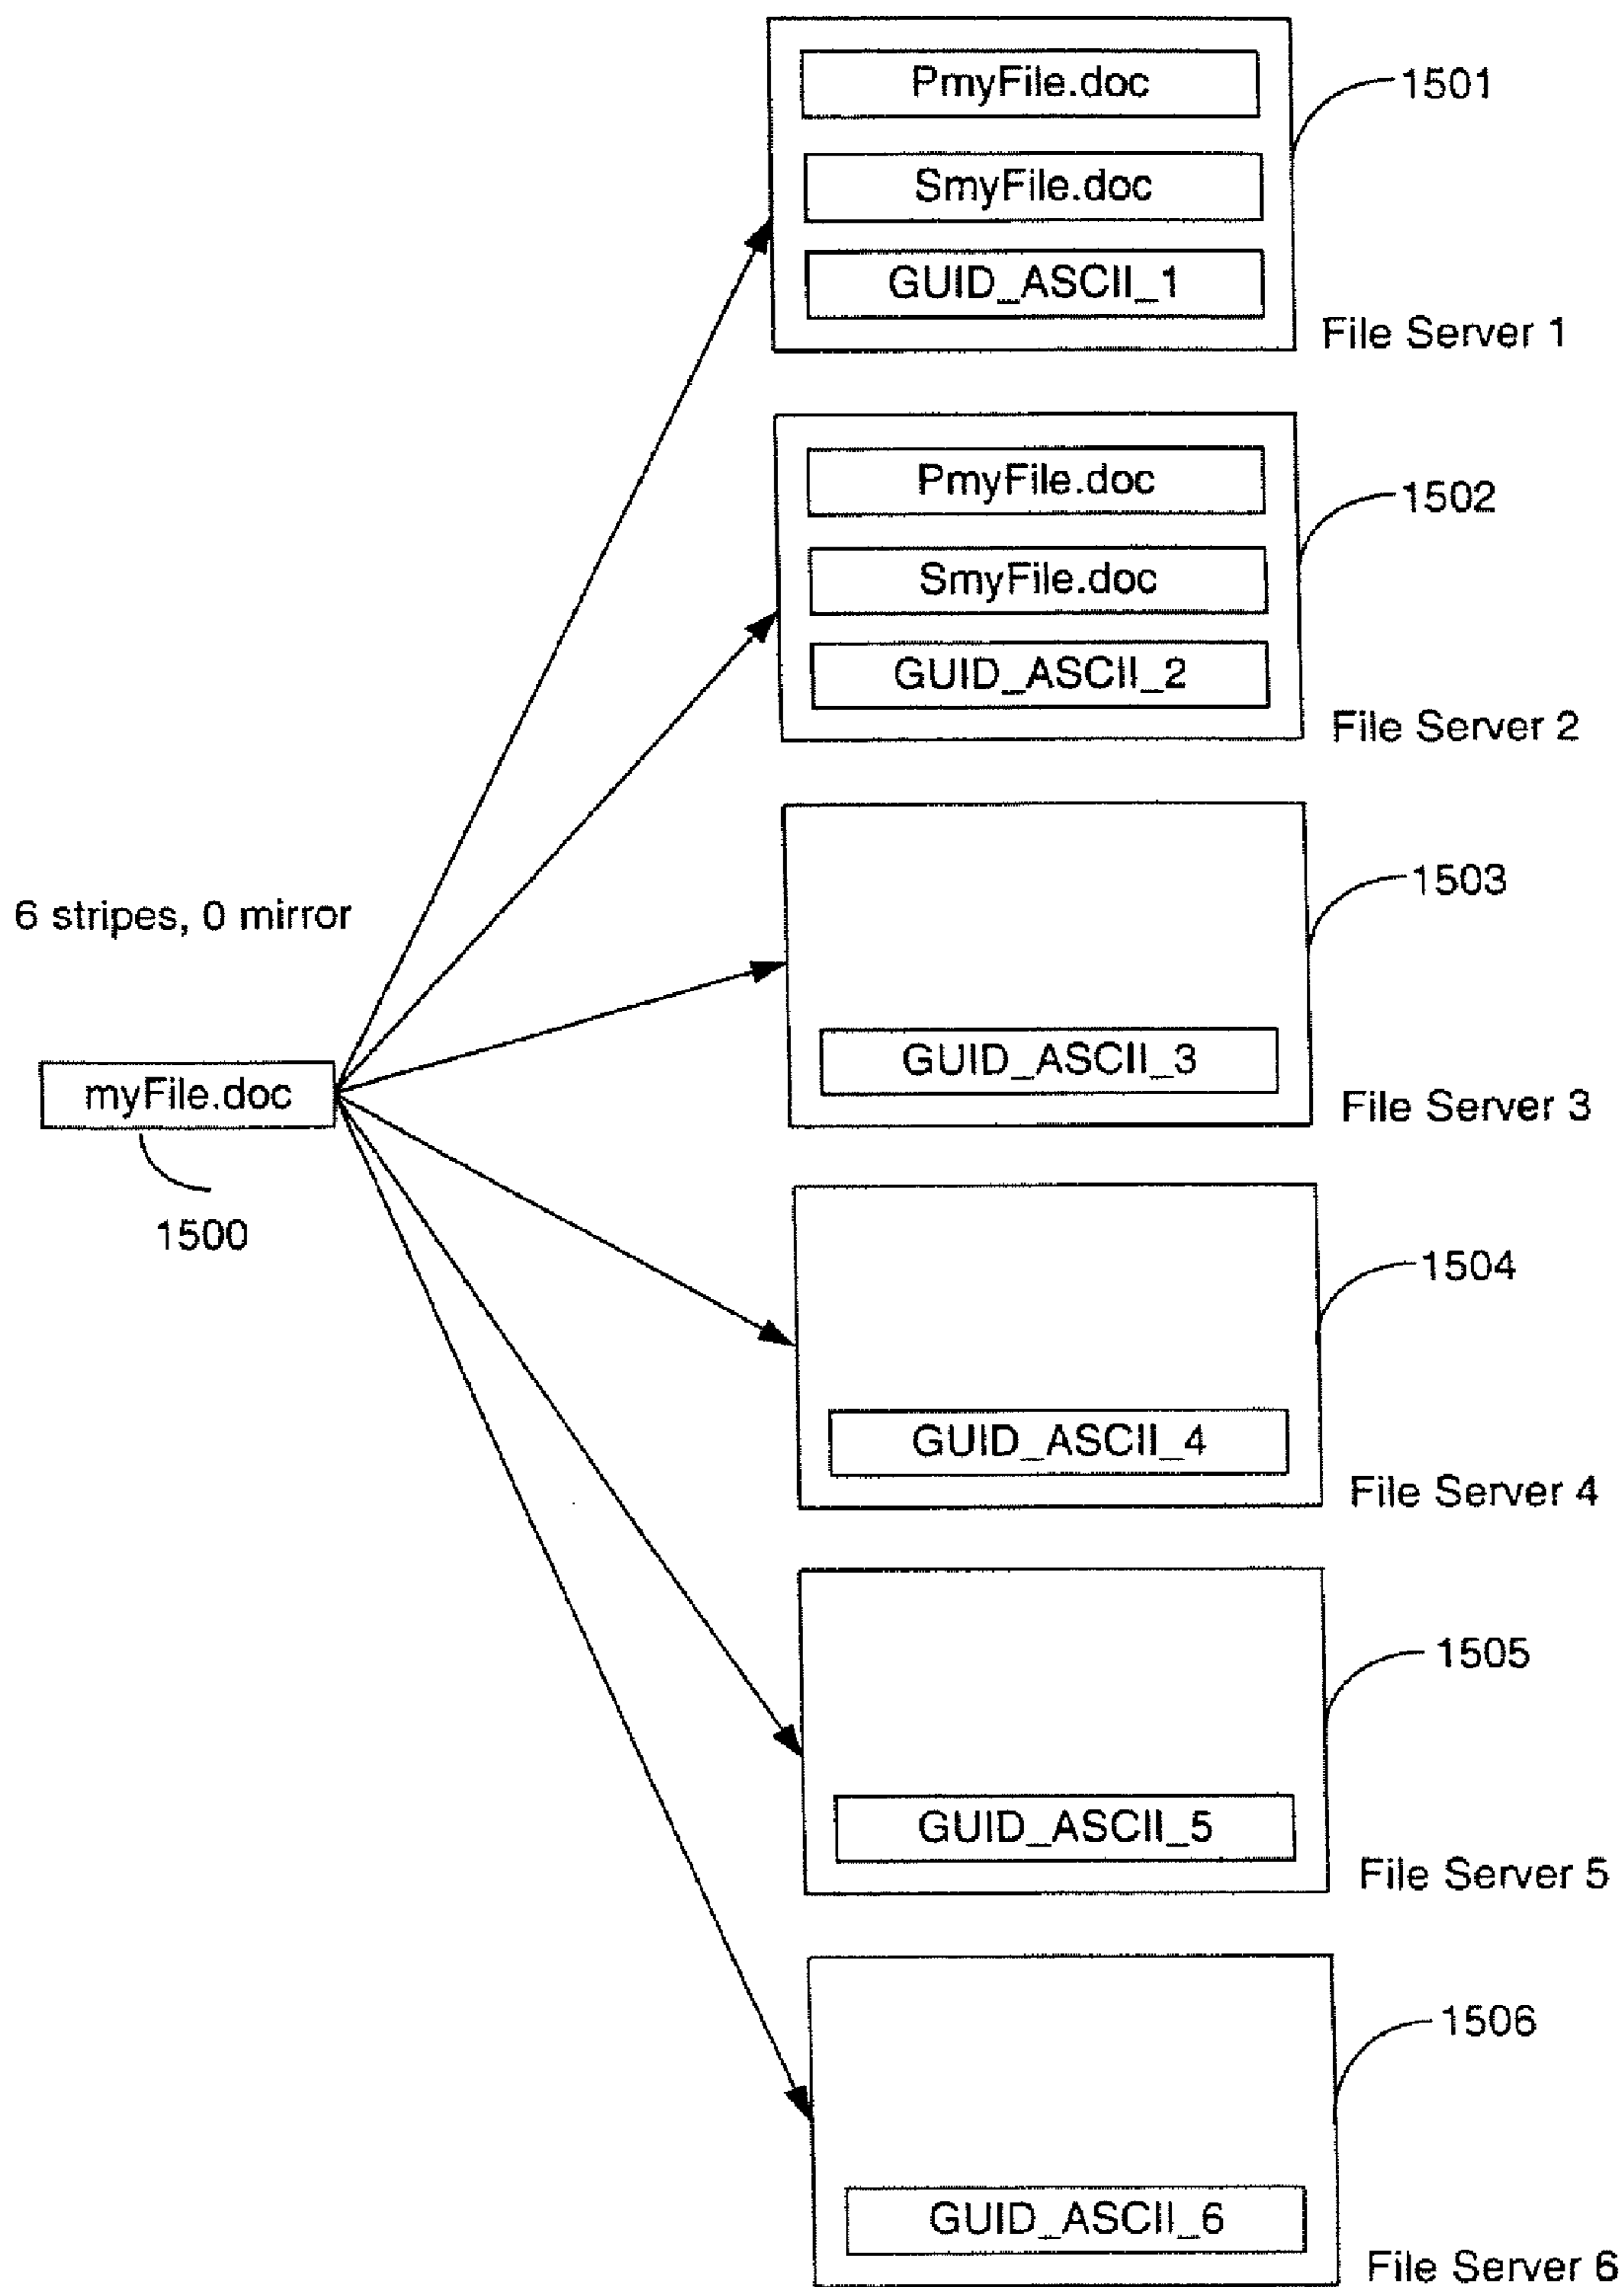 PmyFile.doc
1501
SmyFile.doc
GUID_ASCII_1
File Server 1
PmyFile.doc
1502
SmyFile.doc
GUID_ASCII_2
File Server 2
6 stripes, 0 mirror
1503
GUID_ASCII_3
File Server 3
myFile.doc
1500
1504
GUID_ASCII_4
File Server 4
1505
GUID_ASCII_5
File Server 5
1506
GUID_ASCII_6
File Server 6